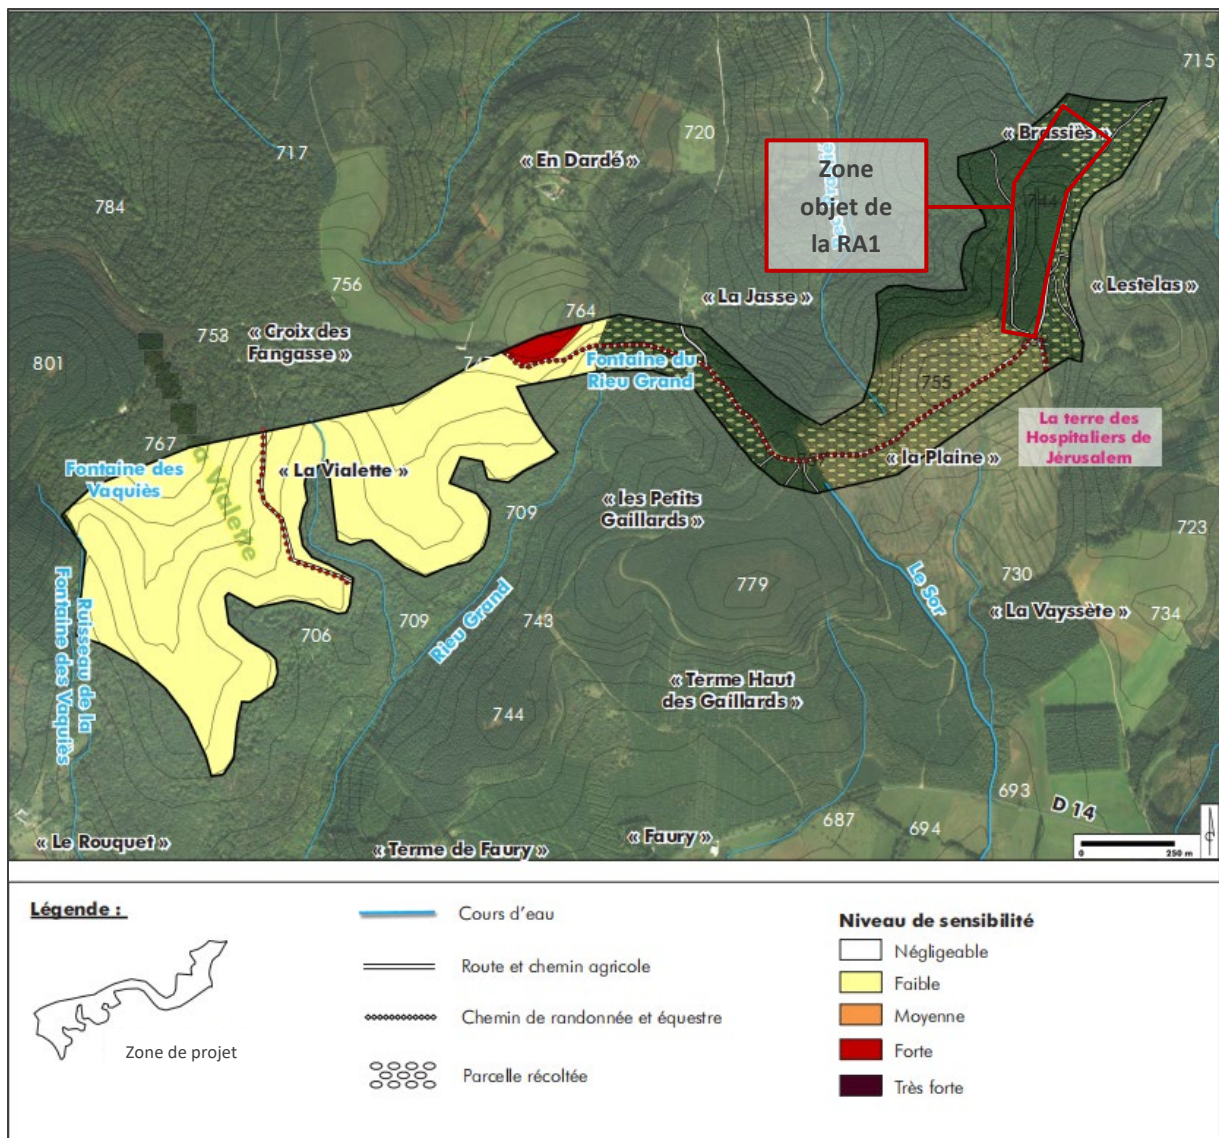 715
« Brassiès »
720
717
« En Dardé »
Zone
objet de
la RA1
784
744
756
« La Jasse »
« Lestelas »
764
753
« Croix des
Fangasse »
801
Fontaine du
Rieu Grand
755
La terre des
Hospitaliers de
Jérusalem
767
Fontaine des
Vaquiès
« La Vialette »
La Vialette
« la Plaine »
« les Petits
Gaillards »
709
723
779
730
Le Sor
Ruisseau de la
Fontaine des Vaquiès
Rieu Grand
706
709
743
« La Vayssète »
734
« Terme Haut
des Gaillards »
744
693
D 14
687
694
« Le Rouquet »
« Terme de Faury »
« Faury »
0
250 m
Légende :
Zone de projet
Cours d'eau
Route et chemin agricole
Chemin de randonnée et équestre
Parcelle récoltée
Niveau de sensibilité
Négligeable
Faible
Moyenne
Forte
Très forte